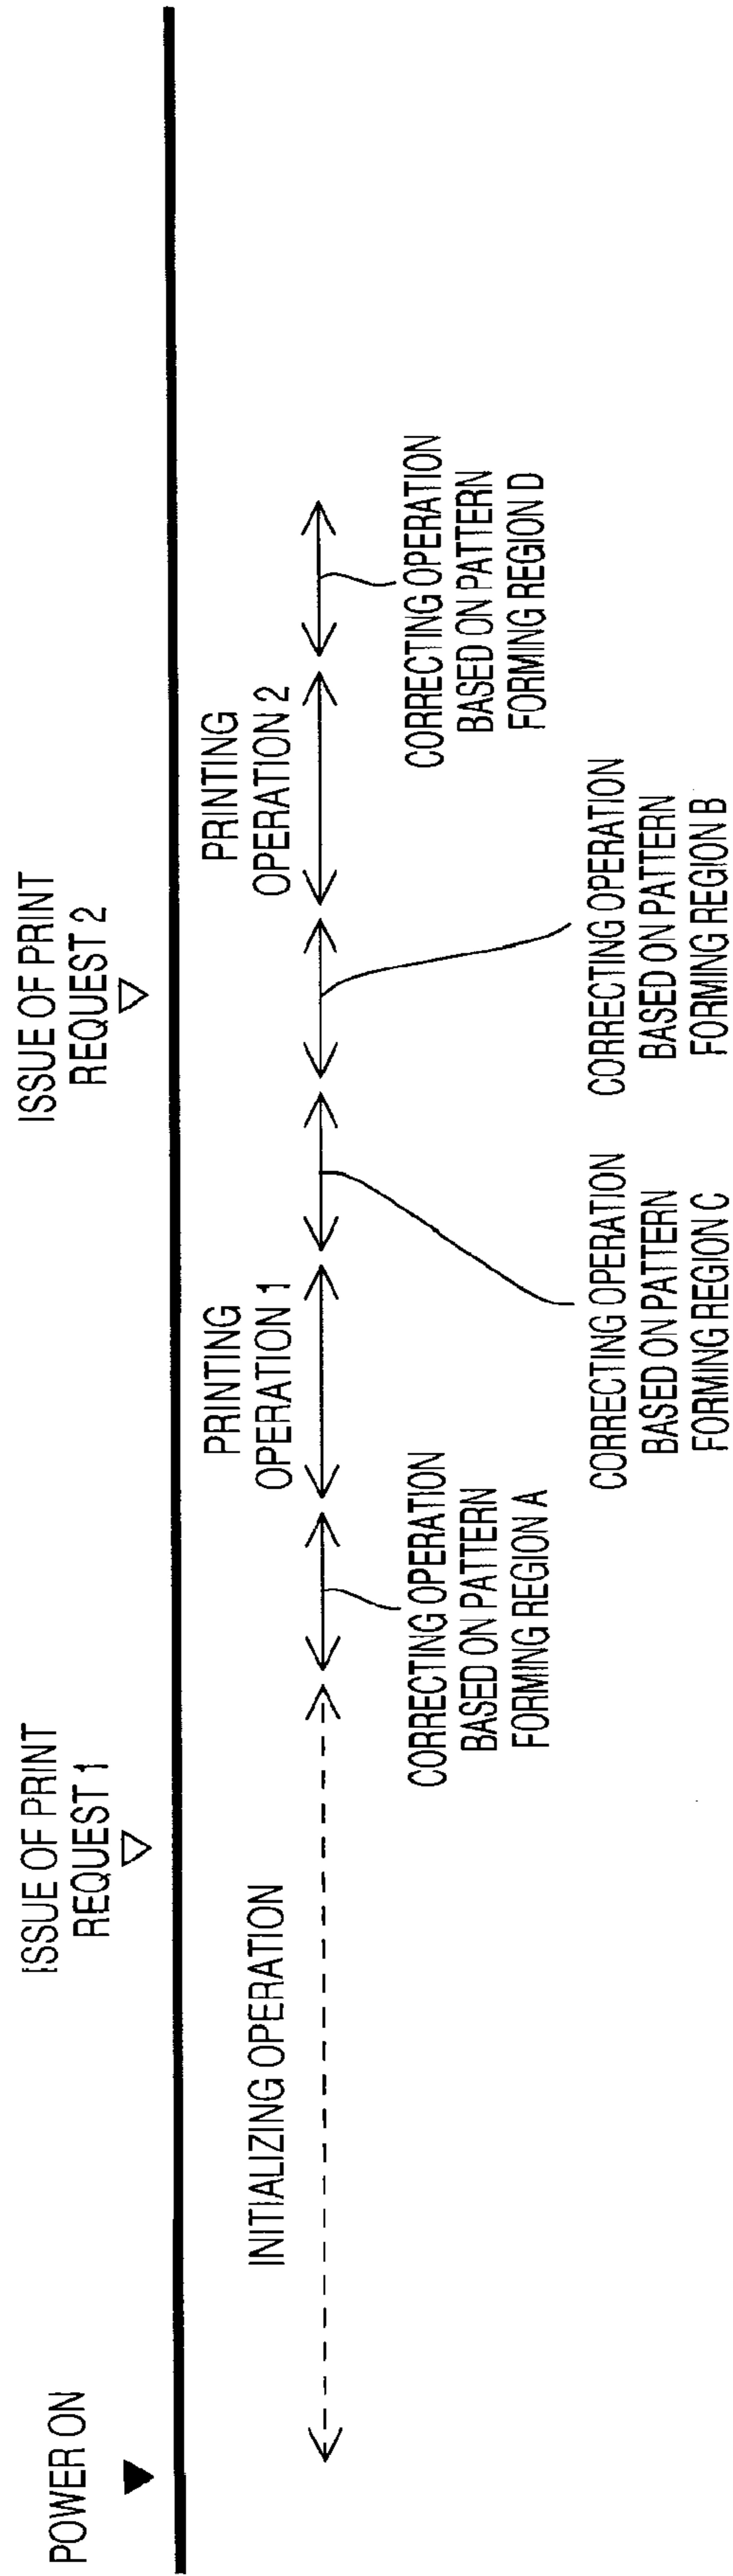 POWER ON
ISSUE OF PRINT
REQUEST 1
ISSUE OF PRINT
REQUEST 2
INITIALIZING OPERATION
PRINTING
OPERATION 1
PRINTING
OPERATION 2
CORRECTING OPERATION
BASED ON PATTERN
FORMING REGION A
CORRECTING OPERATION
BASED ON PATTERN
FORMING REGION C
CORRECTING OPERATION
BASED ON PATTERN
FORMING REGION B
CORRECTING OPERATION
BASED ON PATTERN
FORMING REGION D